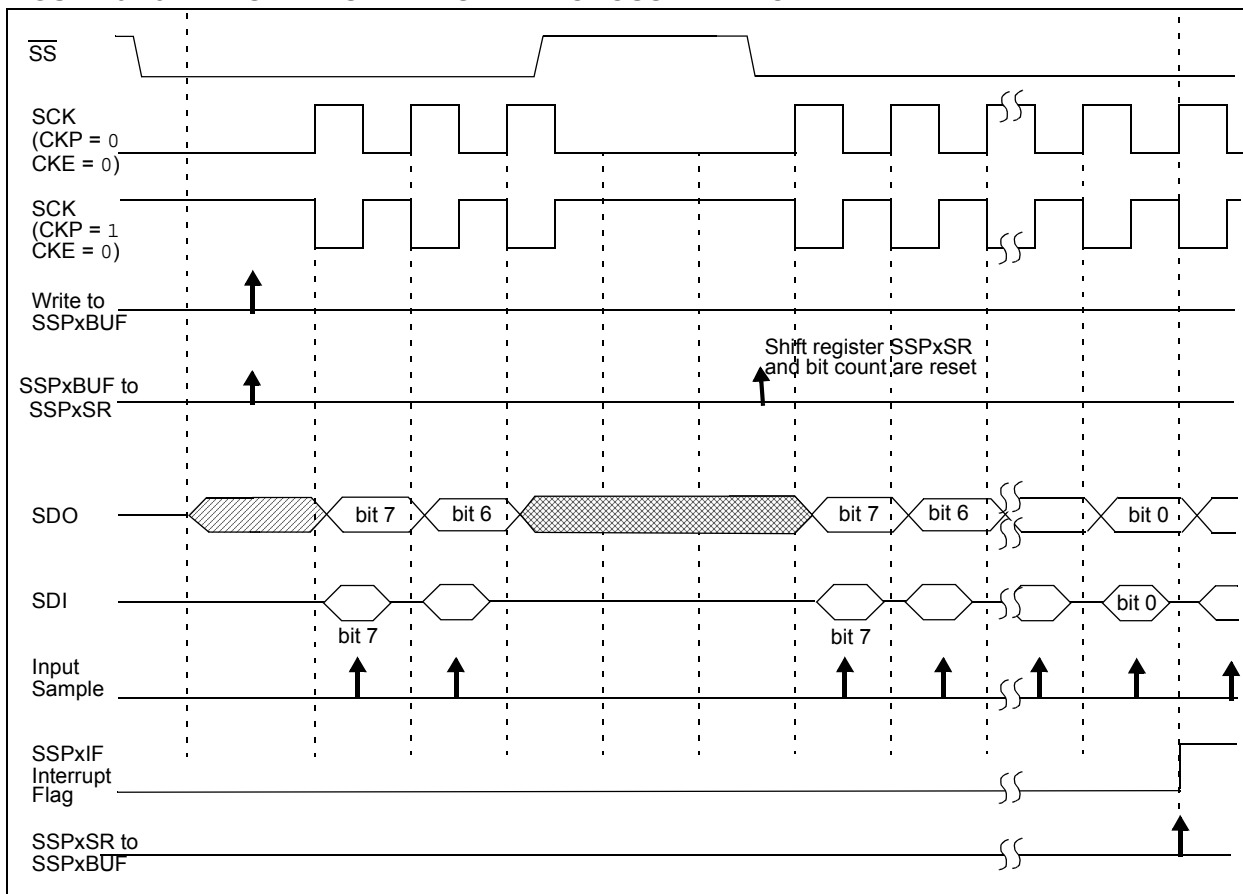 SS
SCK
(CKP = 0
CKE = 0)
SCK
(CKP = 1
CKE = 0)
Write to
SSPxBUF
Shift register SSPxSR
and bit count are reset
SSPxBUF to
SSPxSR
SDO
bit 7
bit 6
bit 7
bit 6
bit 0
SDI
bit 0
bit 7
bit 7
Input
Sample
SSPxIF
Interrupt
Flag
SSPxSR to
SSPxBUF